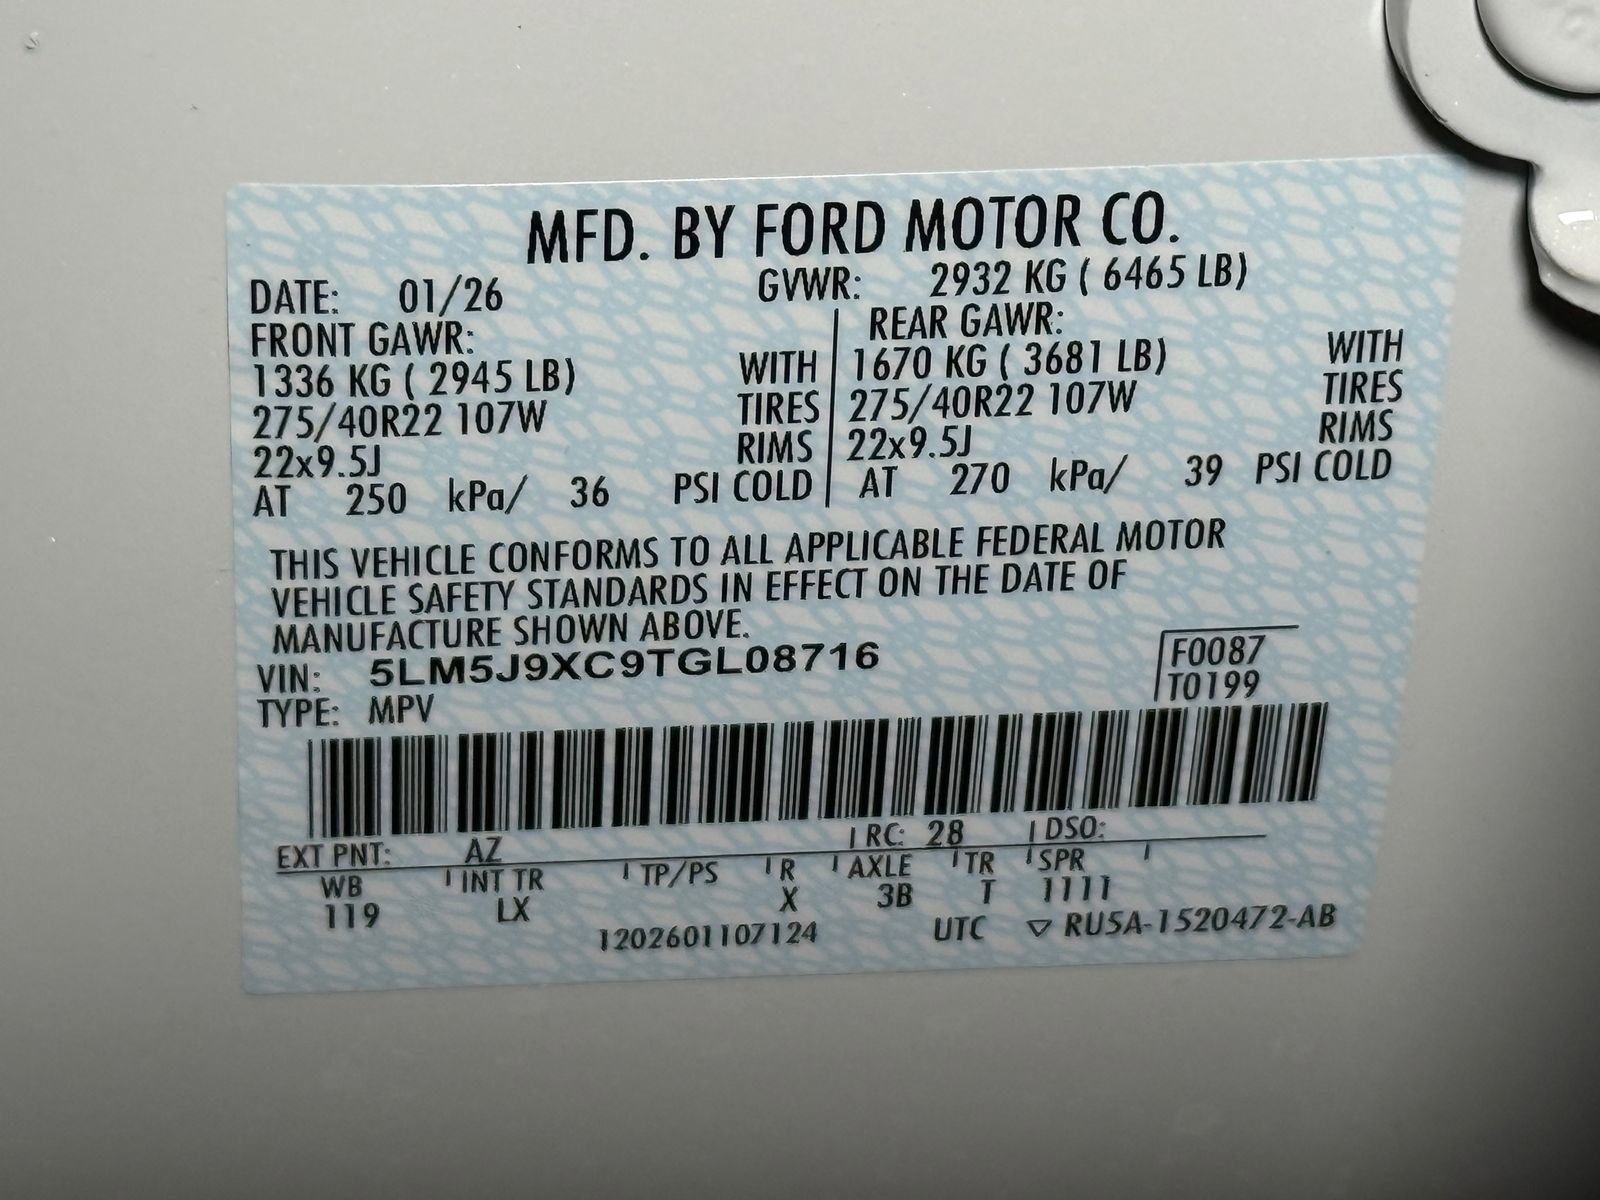 MFD. BY FORD MOTOR CO.
DATE: 01/26 GVWR: 2932 KG ( 6465 LB)
FRONT GAWR: REAR GAWR:
1336 KG ( 2945 LB) WITH 1670 KG ( 3681 LB) WITH
275/40R22 107W TIRES 275/40R22 107W TIRES
22x9.5J RIMS 22x9.5J RIMS
AT 250 kPa/ 36 PSI COLD AT 270 kPa/ 39 PSI COLD
THIS VEHICLE CONFORMS TO ALL APPLICABLE FEDERAL MOTOR
VEHICLE SAFETY STANDARDS IN EFFECT ON THE DATE OF
MANUFACTURE SHOWN ABOVE.
VIN: 5LM5J9XC9TGL08716 F0087
TYPE: MPV T0199
EXT PNT: AZ RC: 28 DSO:
WB INT TR TP/PS R AXLE TR SPR
119 LX X 3B T 1111
1202601107124 UTC ▽ RU5A-1520472-AB